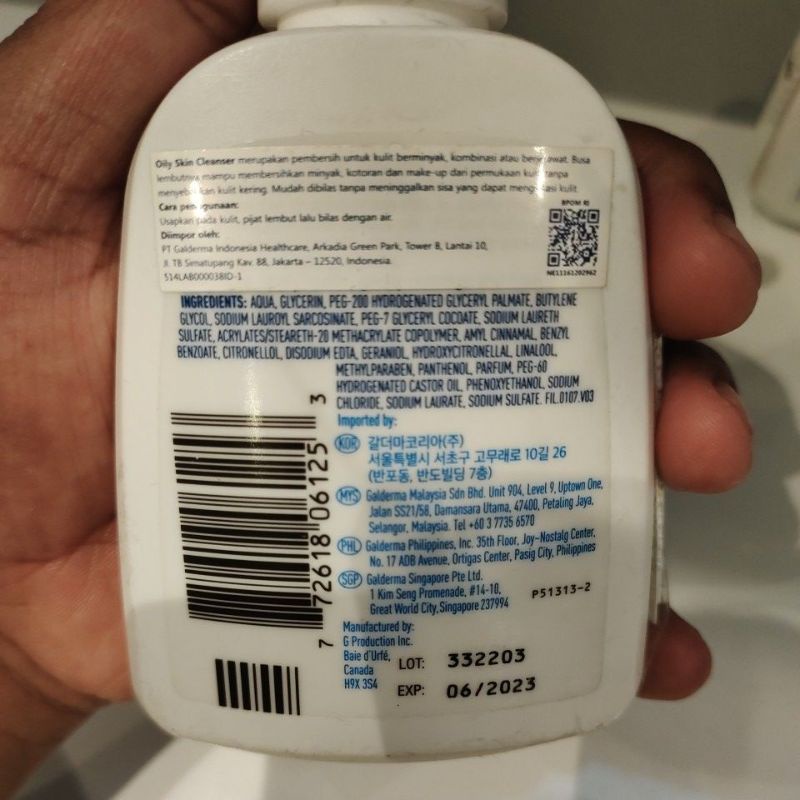 Oily Skin Cleanser merupakan pembersih untuk kulit berminyak, kombinasi atau berjerawat. Busa
lembutnya mampu membersihkan minyak, kotoran dan make-up dari permukaan kulit tanpa
kulit kering. Mudah dibilas tanpa meninggalkan sisa yang dapat kulit.
Cara penggunaan:
Usapkan pada kulit, pijat lembut lalu bilas dengan air.
Diimpor oleh:
PT Galderma Indonesia Healthcare, Arkadia Green Park, Tower B, Lantai 10,
Jl. TB Simatupang Kav. 88, Jakarta – 12520, Indonesia.
514LAB000038ID-1
BPOM RI
NE11161202962
INGREDIENTS: AQUA, GLYCERIN, PEG-200 HYDROGENATED GLYCERYL PALMATE, BUTYLENE
GLYCOL, SODIUM LAUROYL SARCOSINATE, PEG-7 GLYCERYL COCOATE, SODIUM LAURETH
SULFATE, ACRYLATES/STEARETH-20 METHACRYLATE COPOLYMER, AMYL CINNAMAL, BENZYL
BENZOATE, CITRONELLOL, DISODIUM EDTA, GERANIOL, HYDROXYCITRONELLAL, LINALOOL,
METHYLPARABEN, PANTHENOL, PARFUM, PEG-60
HYDROGENATED CASTOR OIL, PHENOXYETHANOL, SODIUM
CHLORIDE, SODIUM LAURATE, SODIUM SULFATE. FIL.0107.V03
Imported by:
KOR 갈더마코리아(주)
서울특별시 서초구 고무래로 10길 26
(반포동, 반도빌딩 7층)
MYS Galderma Malaysia Sdn Bhd. Unit 904, Level 9, Uptown One,
Jalan SS21/58, Damansara Utama, 47400, Petaling Jaya,
Selangor, Malaysia. Tel +60 3 7735 6570
PHL Galderma Philippines, Inc. 35th Floor, Joy-Nostalg Center,
No. 17 ADB Avenue, Ortigas Center, Pasig City, Philippines
SGP Galderma Singapore Pte Ltd.
1 Kim Seng Promenade, #14-10,
Great World City, Singapore 237994
P51313-2
Manufactured by:
G Production Inc.
Baie d'Urfé,
Canada
H9X 3S4
LOT: 332203
EXP: 06/2023
7 72618 06125 3